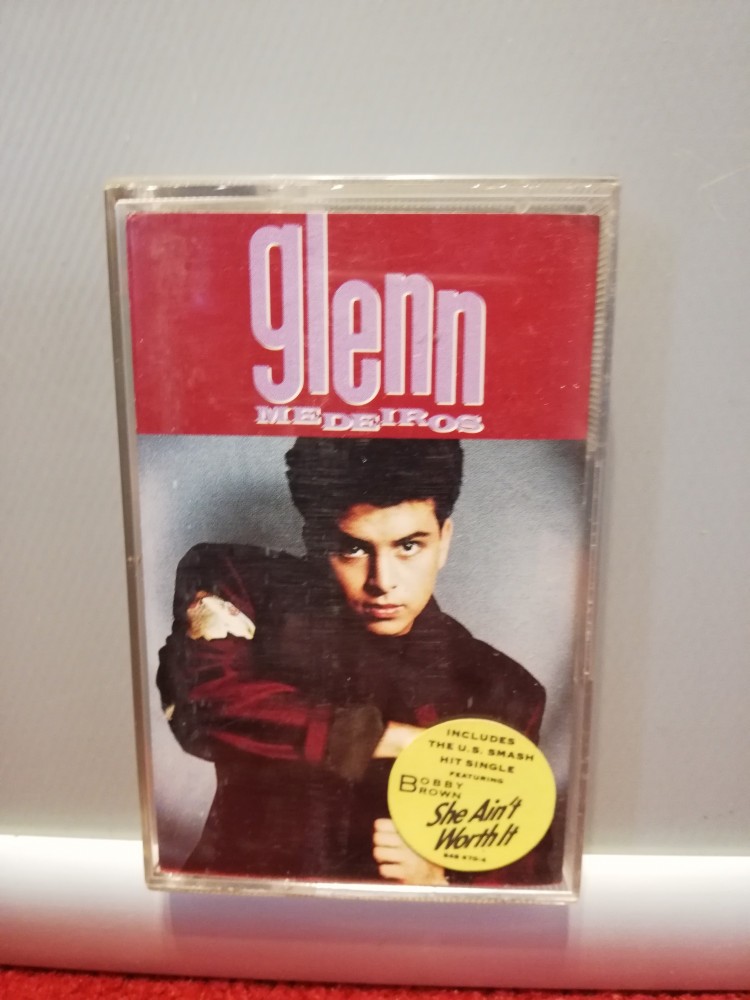 glenn
MEDEIROS
INCLUDES
THE U.S. SMASH
HIT SINGLE
FEATURING
BOBBY
BROWN
She Ain't
Worth It